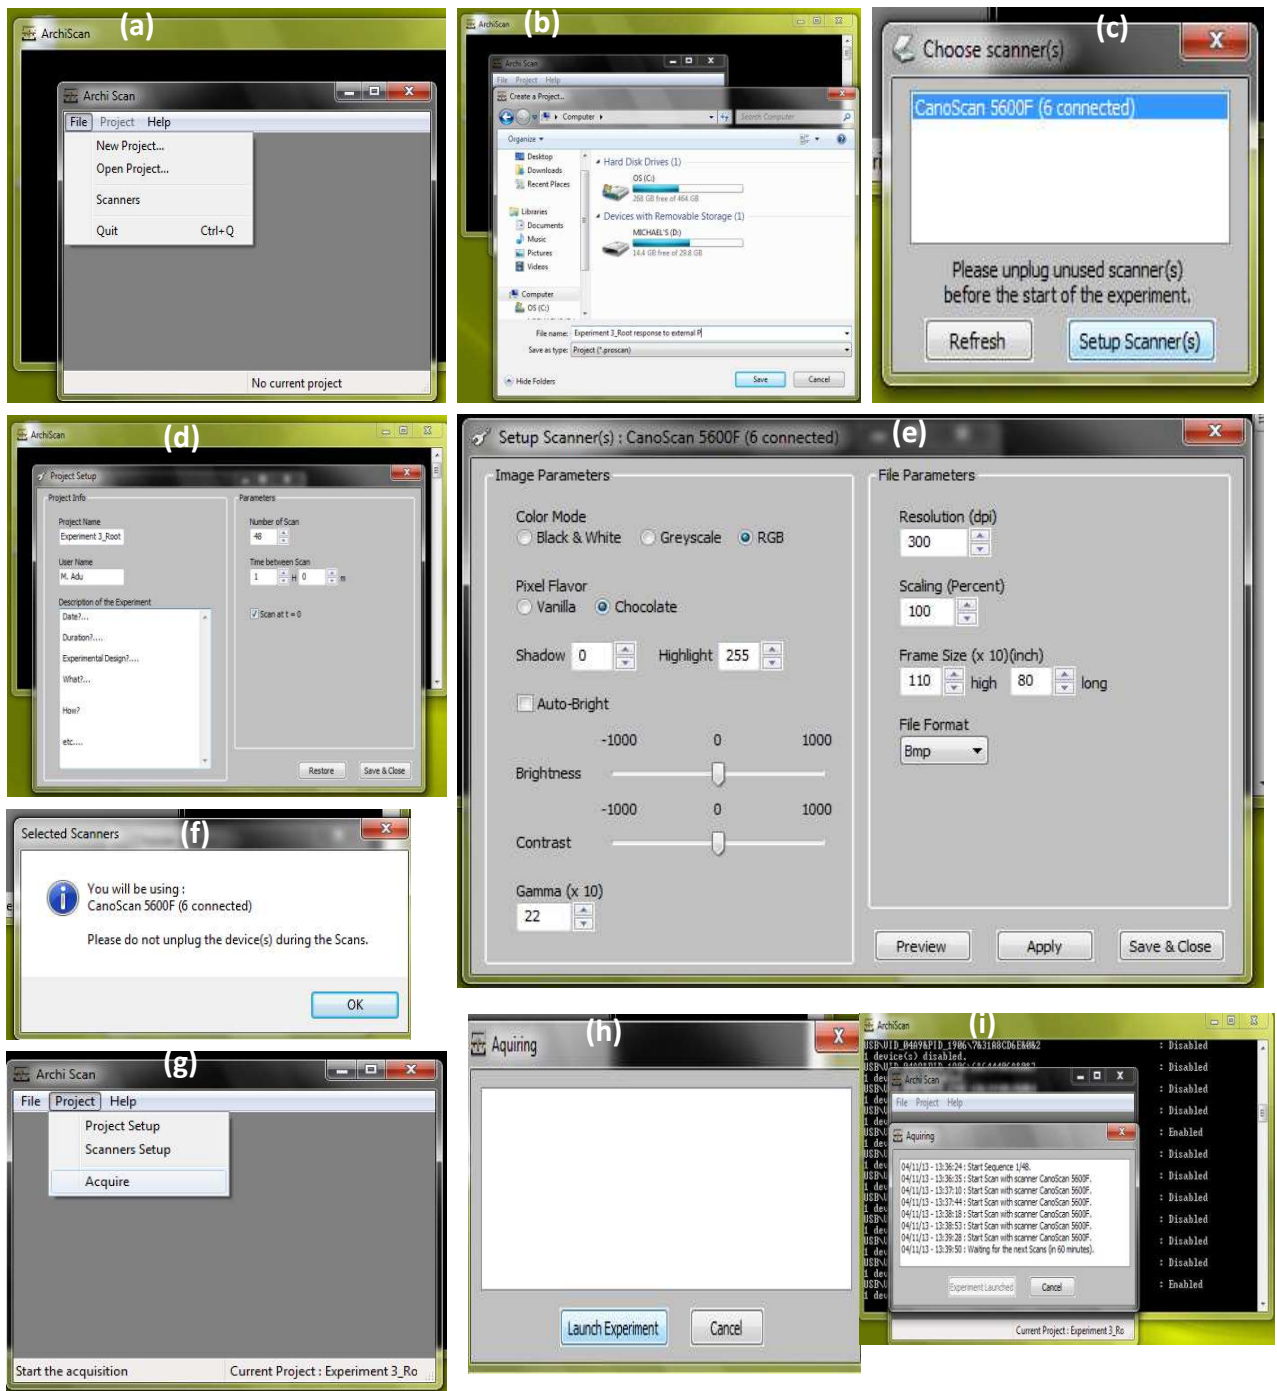 (a)
ArchiScan
Archi Scan
File Project Help
New Project...
Open Project...
Scanners
Quit Ctrl+Q
No current project
(b)
ArchiScan
Archi Scan
File Project Help
Create a Project...
Computer
Search Computer
Organize
Desktop
Downloads
Recent Places
Libraries
Documents
Music
Pictures
Videos
Computer
OS (C:)
Hard Disk Drives (1)
OS (C:)
268 GB free of 464 GB
Devices with Removable Storage (1)
MICHAEL'S (D:)
14.4 GB free of 29.8 GB
File name: Experiment 3_Root response to external P
Save as type: Project (*.proscan)
Hide Folders
Save
Cancel
(c)
Choose scanner(s)
CanoScan 5600F (6 connected)
Please unplug unused scanner(s)
before the start of the experiment.
Refresh
Setup Scanner(s)
(d)
ArchiScan
Project Setup
Project Info
Project Name
Experiment 3_Root
User Name
M. Adu
Description of the Experiment
Date?...
Duration?....
Experimental Design?....
What?...
How?
etc....
Parameters
Number of Scan
48
Time between Scan
1 H 0 m
Scan at t = 0
Restore
Save & Close
(e)
Setup Scanner(s) : CanoScan 5600F (6 connected)
Image Parameters
Color Mode
Black & White Greyscale RGB
Pixel Flavor
Vanilla Chocolate
Shadow 0 Highlight 255
Auto-Bright
-1000 0 1000
Brightness
-1000 0 1000
Contrast
Gamma (x 10)
22
File Parameters
Resolution (dpi)
300
Scaling (Percent)
100
Frame Size (x 10)(inch)
110 high 80 long
File Format
Bmp
Preview
Apply
Save & Close
(f)
Selected Scanners
You will be using :
CanoScan 5600F (6 connected)
Please do not unplug the device(s) during the Scans.
OK
(g)
Archi Scan
File Project Help
Project Setup
Scanners Setup
Acquire
Start the acquisition
Current Project : Experiment 3_Ro
(h)
Aquiring
Launch Experiment
Cancel
(i)
ArchiScan
USB\VID_04A9&PID_1906\7&31A8CD6E&0&2 : Disabled
1 device(s) disabled.
: Disabled
: Disabled
: Disabled
: Enabled
: Disabled
: Disabled
: Disabled
: Disabled
: Disabled
: Disabled
: Enabled
Archi Scan
File Project Help
Aquiring
04/11/13 - 13:36:24 : Start Sequence 1/48.
04/11/13 - 13:36:35 : Start Scan with scanner CanoScan 5600F.
04/11/13 - 13:37:10 : Start Scan with scanner CanoScan 5600F.
04/11/13 - 13:37:44 : Start Scan with scanner CanoScan 5600F.
04/11/13 - 13:38:18 : Start Scan with scanner CanoScan 5600F.
04/11/13 - 13:38:53 : Start Scan with scanner CanoScan 5600F.
04/11/13 - 13:39:28 : Start Scan with scanner CanoScan 5600F.
04/11/13 - 13:39:50 : Waiting for the next Scans (in 60 minutes).
Experiment Launched
Cancel
Current Project : Experiment 3_Ro